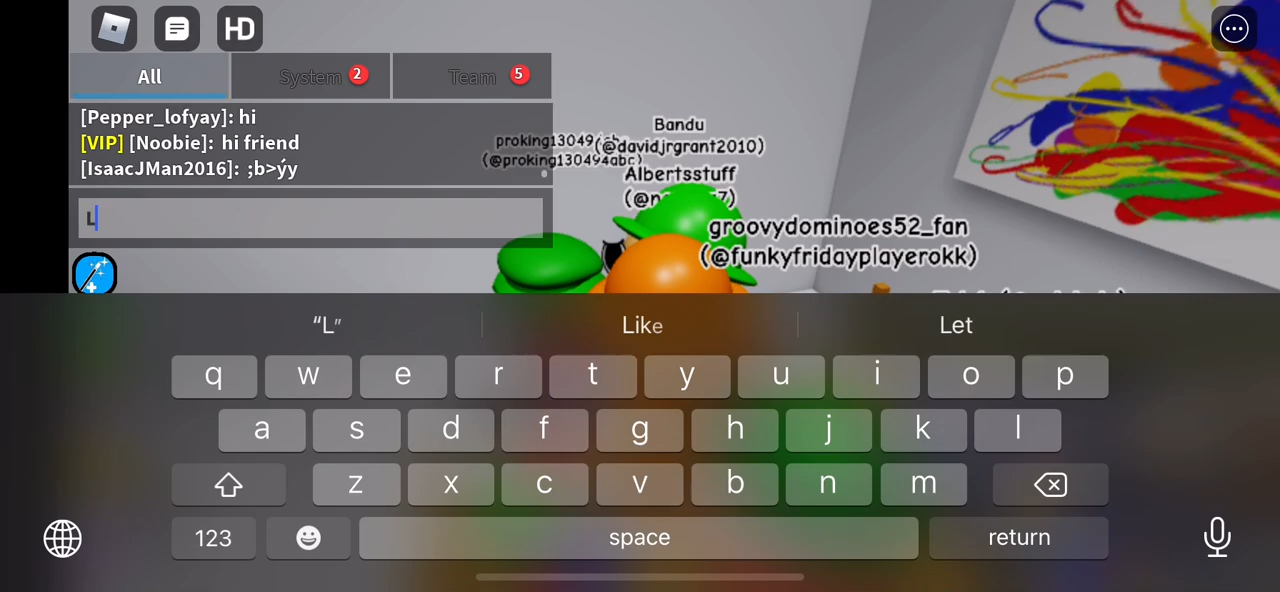 HD
All
System 2
Team 5
[Pepper_lofyay]: hi
[VIP] [Noobie]: hi friend
[IsaacJMan2016]: ;b>ýy
L
Bandu
(@davidjrgrant2010)
(@proking130494abc)
Albertsstuff
groovydominoes52_fan
(@funkyfridayplayerokk)
“L” Like Let
q w e r t y u i o p
a s d f g h j k l
z x c v b n m
123 space return